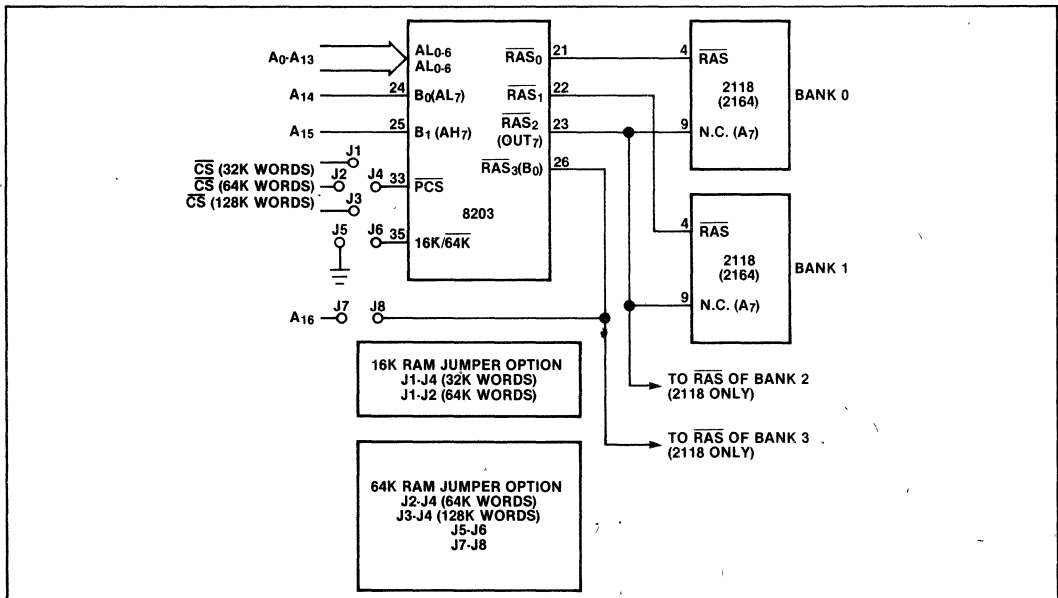 A0-A13
AL0-6
AL0-6
A14
24
B0(AL7)
A15
25
B1 (AH7)
J1
CS (32K WORDS)
J2
CS (64K WORDS)
J3
CS (128K WORDS)
J4
33
PCS
8203
J5
J6
35
16K/64K
A16
J7
J8
RAS0
21
RAS1
22
RAS2
(OUT7)
23
RAS3(B0)
26
4
RAS
2118
(2164)
9
N.C. (A7)
BANK 0
4
RAS
2118
(2164)
9
N.C. (A7)
BANK 1
TO RAS OF BANK 2
(2118 ONLY)
TO RAS OF BANK 3
(2118 ONLY)
16K RAM JUMPER OPTION
J1-J4 (32K WORDS)
J1-J2 (64K WORDS)
64K RAM JUMPER OPTION
J2-J4 (64K WORDS)
J3-J4 (128K WORDS)
J5-J6
J7-J8